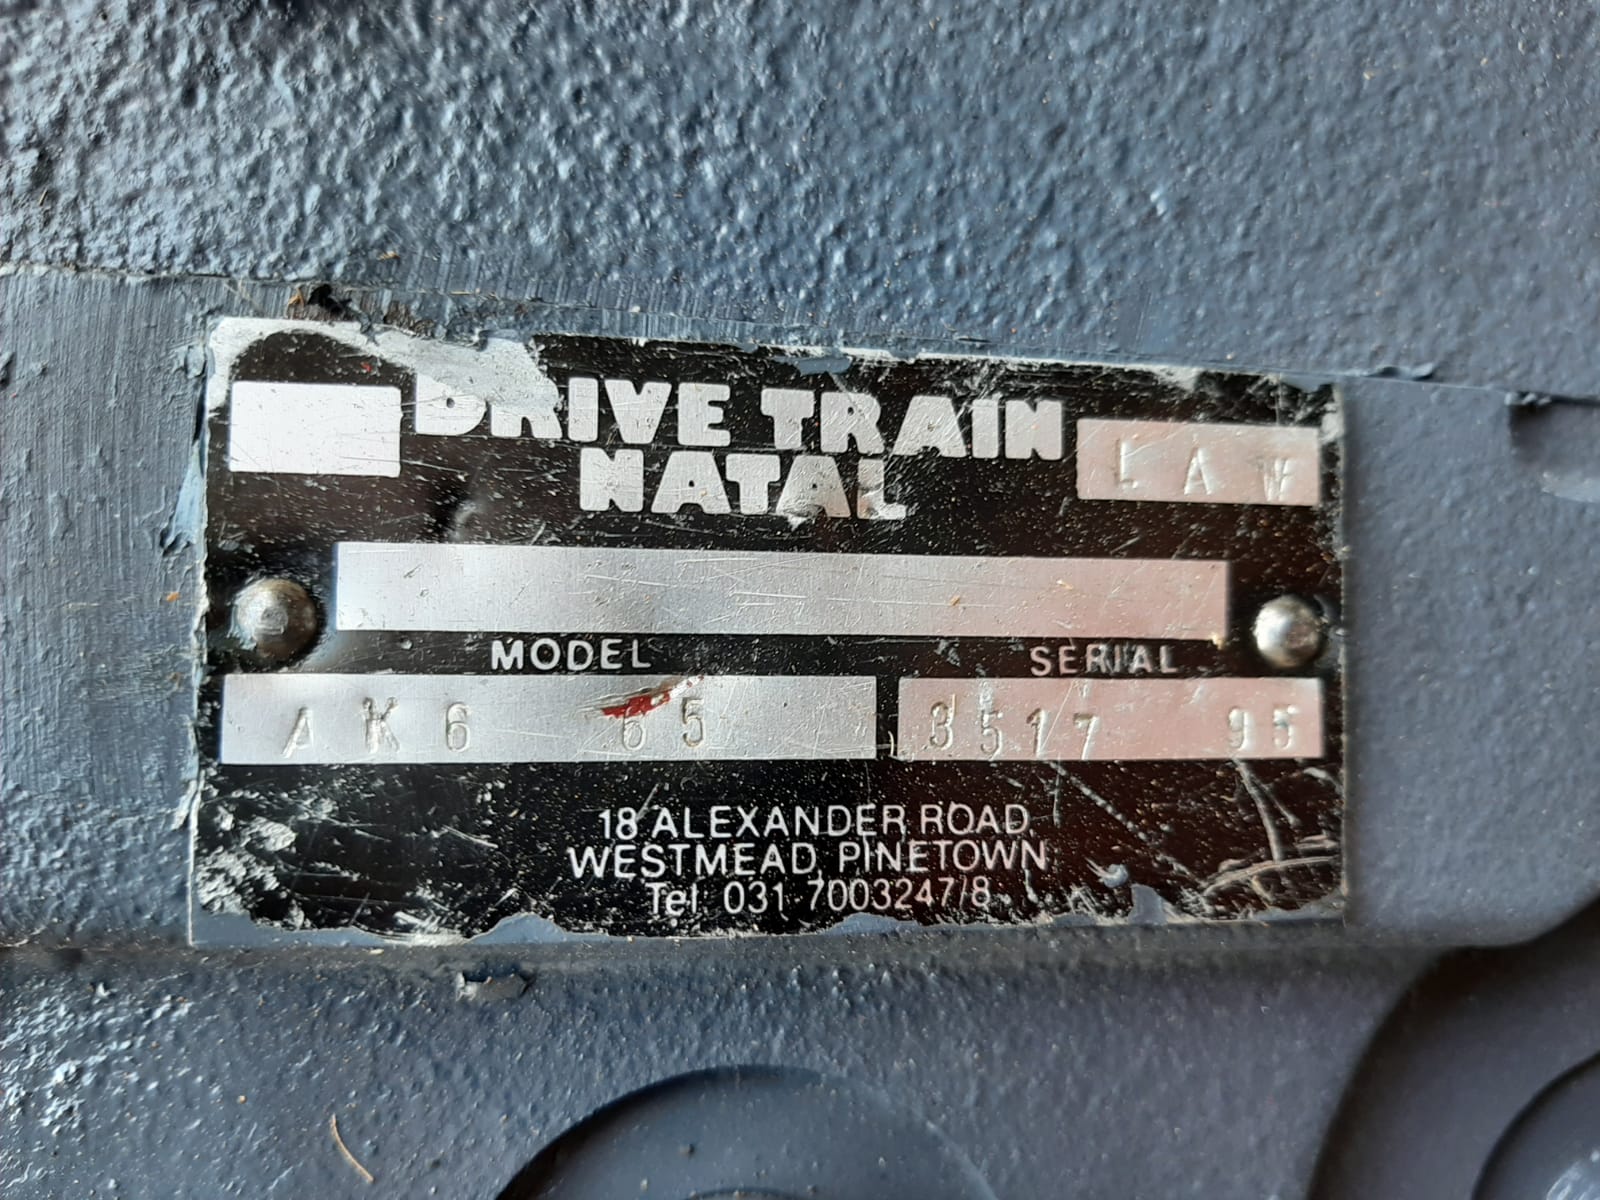 DRIVE TRAIN
NATAL
LAW
MODEL SERIAL
AK6 65 3517 95
18 ALEXANDER ROAD
WESTMEAD, PINETOWN
Tel 031 7003247/8